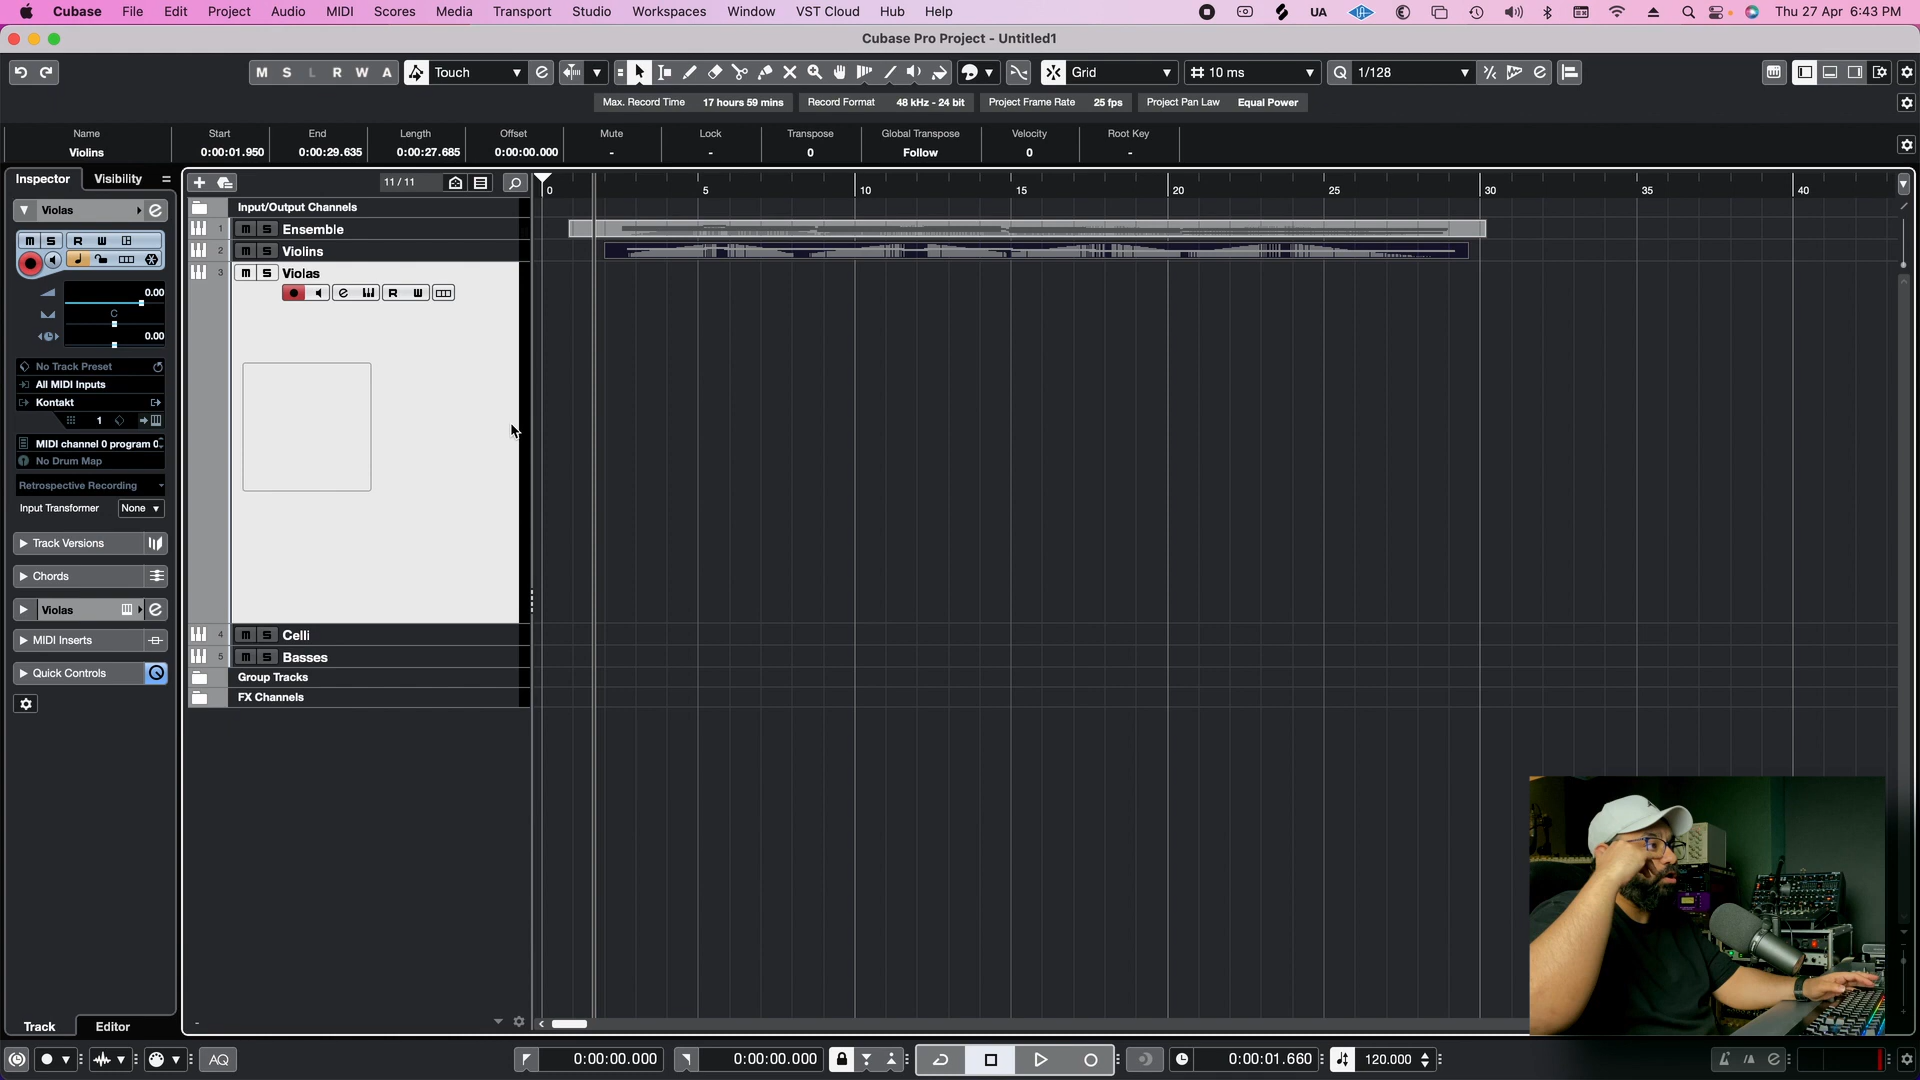 Cubase File Edit Project Audio MIDI Scores Media Transport Studio Workspaces Window VST Cloud Hub Help UA Thu 27 Apr 6:43 PM
Cubase Pro Project - Untitled1
M S L R W A Touch Grid 10 ms Q 1/128
Max. Record Time 17 hours 59 mins Record Format 48 kHz - 24 bit Project Frame Rate 25 fps Project Pan Law Equal Power
Name Start End Length Offset Mute Lock Transpose Global Transpose Velocity Root Key
Violins 0:00:01.950 0:00:29.635 0:00:27.685 0:00:00.000 - - 0 Follow 0 -
Inspector Visibility 11 / 11 0 5 10 15 20 25 30 35 40
Violas
Input/Output Channels
1 m S Ensemble
2 m S Violins
3 m S Violas
e R W
m S R W
0.00
C
0.00
No Track Preset
All MIDI Inputs
Kontakt
1
MIDI channel 0 program 0
No Drum Map
Retrospective Recording
Input Transformer None
Track Versions
Chords
Violas
MIDI Inserts
Quick Controls
4 m S Celli
5 m S Basses
Group Tracks
FX Channels
Track Editor
AQ 0:00:00.000 0:00:00.000 0:00:01.660 120.000